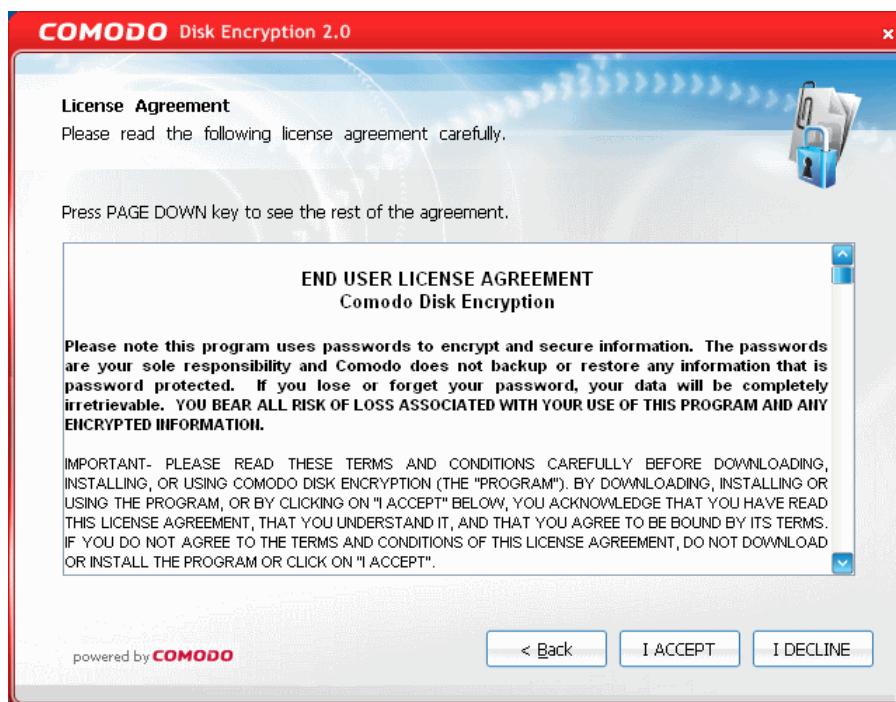 COMODO Disk Encryption 2.0
License Agreement
Please read the following license agreement carefully.
Press PAGE DOWN key to see the rest of the agreement.
END USER LICENSE AGREEMENT
Comodo Disk Encryption
Please note this program uses passwords to encrypt and secure information. The passwords
are your sole responsibility and Comodo does not backup or restore any information that is
password protected. If you lose or forget your password, your data will be completely
irretrievable. YOU BEAR ALL RISK OF LOSS ASSOCIATED WITH YOUR USE OF THIS PROGRAM AND ANY
ENCRYPTED INFORMATION.
IMPORTANT- PLEASE READ THESE TERMS AND CONDITIONS CAREFULLY BEFORE DOWNLOADING,
INSTALLING, OR USING COMODO DISK ENCRYPTION (THE "PROGRAM"). BY DOWNLOADING, INSTALLING OR
USING THE PROGRAM, OR BY CLICKING ON "I ACCEPT" BELOW, YOU ACKNOWLEDGE THAT YOU HAVE READ
THIS LICENSE AGREEMENT, THAT YOU UNDERSTAND IT, AND THAT YOU AGREE TO BE BOUND BY ITS TERMS.
IF YOU DO NOT AGREE TO THE TERMS AND CONDITIONS OF THIS LICENSE AGREEMENT, DO NOT DOWNLOAD
OR INSTALL THE PROGRAM OR CLICK ON "I ACCEPT".
powered by COMODO
< Back
I ACCEPT
I DECLINE